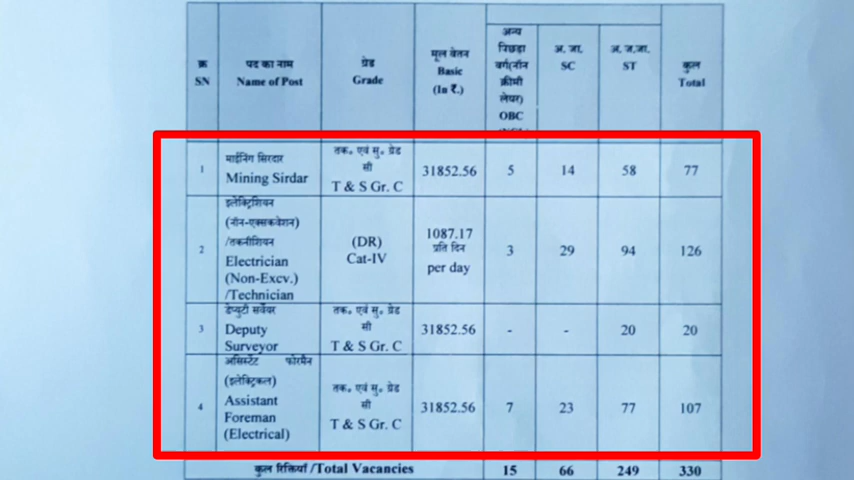 क्र
SN
पद का नाम
Name of Post
ग्रेड
Grade
मूल वेतन
Basic
(In ₹.)
अन्य
पिछड़ा
वर्ग(नॉन
क्रीमी
लेयर)
OBC
अ. जा.
SC
अ. ज.जा.
ST
कुल
Total
1
माईनिंग सिरदार
Mining Sirdar
तक. एवं सु. ग्रेड
सी
T & S Gr. C
31852.56
5
14
58
77
2
इलेक्ट्रिशियन
(नॉन-एक्सकवेशन)
/तकनीशियन
Electrician
(Non-Excv.)
/Technician
(DR)
Cat-IV
1087.17
प्रति दिन
per day
3
29
94
126
3
डेप्युटी सर्वेयर
Deputy
Surveyor
तक. एवं सु. ग्रेड
सी
T & S Gr. C
31852.56
-
-
20
20
4
असिस्टेंट फोरमैन
(इलेक्ट्रिकल)
Assistant
Foreman
(Electrical)
तक. एवं सु. ग्रेड
सी
T & S Gr. C
31852.56
7
23
77
107
कुल रिक्तियाँ /Total Vacancies
15
66
249
330